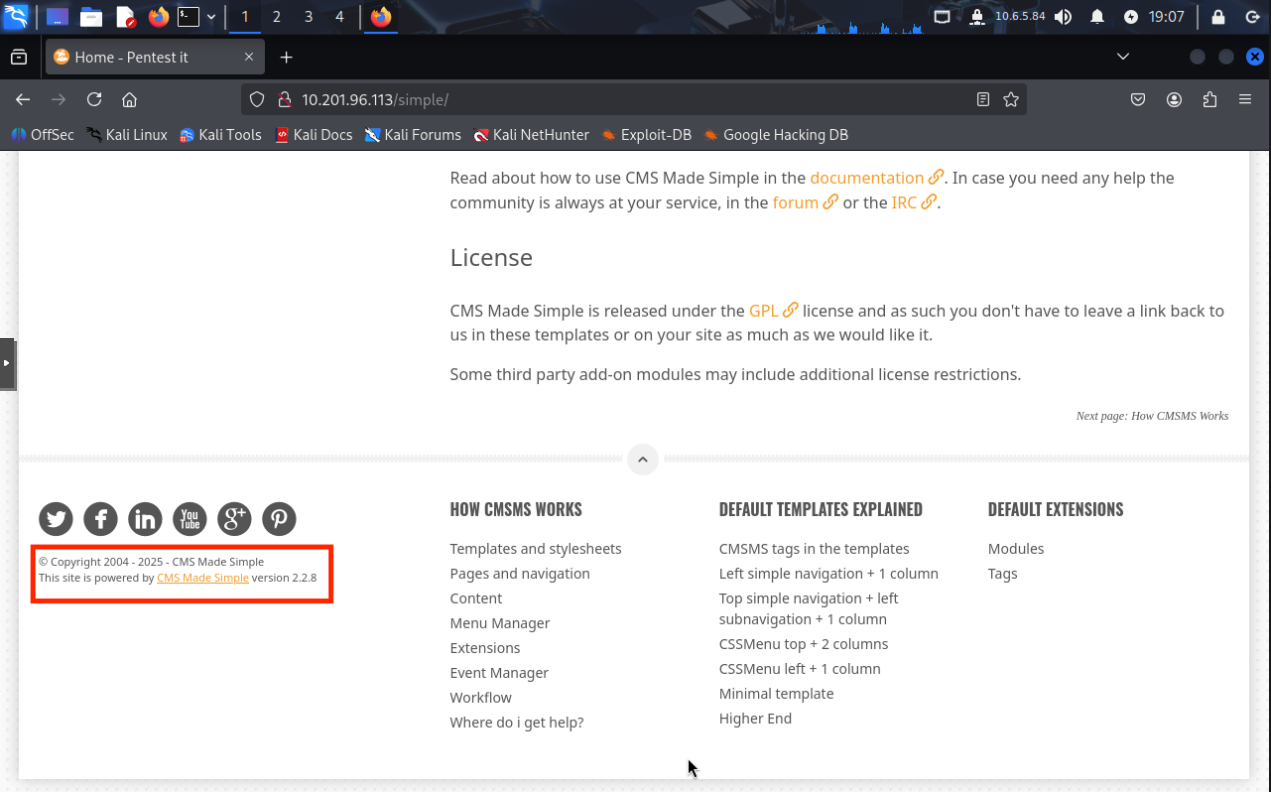 1 2 3 4
10.6.5.84
19:07
Home - Pentest it
10.201.96.113/simple/
OffSec Kali Linux Kali Tools Kali Docs Kali Forums Kali NetHunter Exploit-DB Google Hacking DB
Read about how to use CMS Made Simple in the documentation. In case you need any help the
community is always at your service, in the forum or the IRC.
License
CMS Made Simple is released under the GPL license and as such you don't have to leave a link back to
us in these templates or on your site as much as we would like it.
Some third party add-on modules may include additional license restrictions.
Next page: How CMSMS Works
You
Tube
© Copyright 2004 - 2025 - CMS Made Simple
This site is powered by CMS Made Simple version 2.2.8
HOW CMSMS WORKS
Templates and stylesheets
Pages and navigation
Content
Menu Manager
Extensions
Event Manager
Workflow
Where do i get help?
DEFAULT TEMPLATES EXPLAINED
CMSMS tags in the templates
Left simple navigation + 1 column
Top simple navigation + left
subnavigation + 1 column
CSSMenu top + 2 columns
CSSMenu left + 1 column
Minimal template
Higher End
DEFAULT EXTENSIONS
Modules
Tags